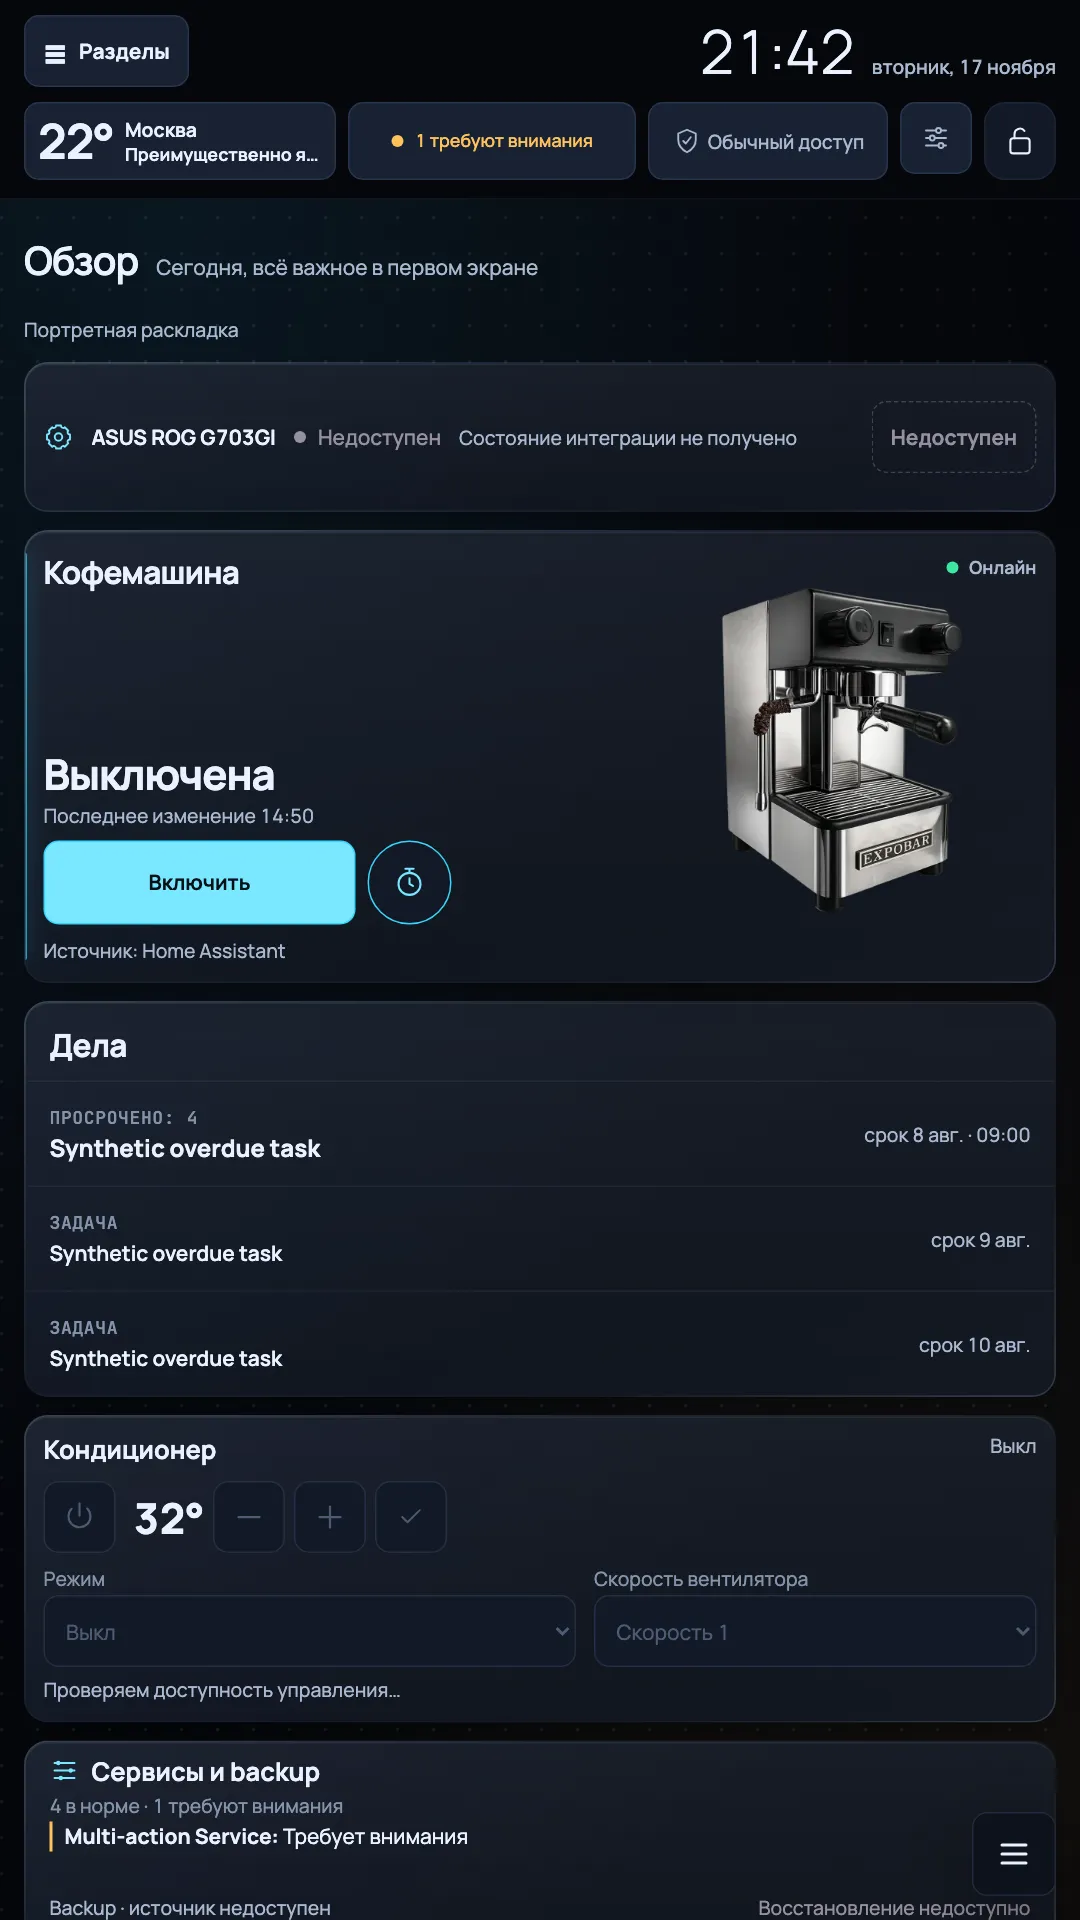 Разделы
21:42
вторник, 17 ноября
22°
Москва
Преимущественно я...
1 требуют внимания
Обычный доступ
Обзор
Сегодня, всё важное в первом экране
Портретная раскладка
ASUS ROG G703GI
Недоступен
Состояние интеграции не получено
Недоступен
Кофемашина
Онлайн
EXPOBAR
Выключена
Последнее изменение 14:50
Включить
Источник: Home Assistant
Дела
ПРОСРОЧЕНО: 4
Synthetic overdue task
срок 8 авг. · 09:00
ЗАДАЧА
Synthetic overdue task
срок 9 авг.
ЗАДАЧА
Synthetic overdue task
срок 10 авг.
Кондиционер
Выкл
32°
Режим
Скорость вентилятора
Выкл
Скорость 1
Проверяем доступность управления...
Сервисы и backup
4 в норме · 1 требуют внимания
Multi-action Service: Требует внимания
Backup · источник недоступен
Восстановление недоступно